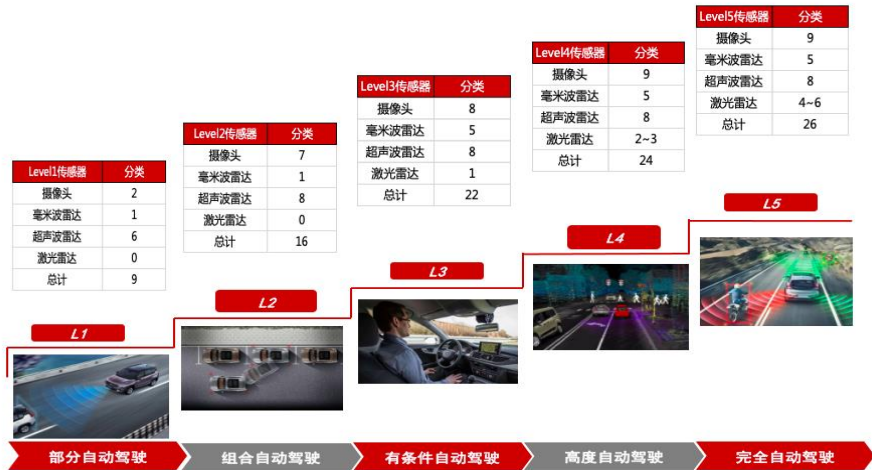 Level1传感器 分类
摄像头 2
毫米波雷达 1
超声波雷达 6
激光雷达 0
总计 9
Level2传感器 分类
摄像头 7
毫米波雷达 1
超声波雷达 8
激光雷达 0
总计 16
Level3传感器 分类
摄像头 8
毫米波雷达 5
超声波雷达 8
激光雷达 1
总计 22
Level4传感器 分类
摄像头 9
毫米波雷达 5
超声波雷达 8
激光雷达 2~3
总计 24
Level5传感器 分类
摄像头 9
毫米波雷达 5
超声波雷达 8
激光雷达 4~6
总计 26
L1
L2
L3
L4
L5
部分自动驾驶
组合自动驾驶
有条件自动驾驶
高度自动驾驶
完全自动驾驶